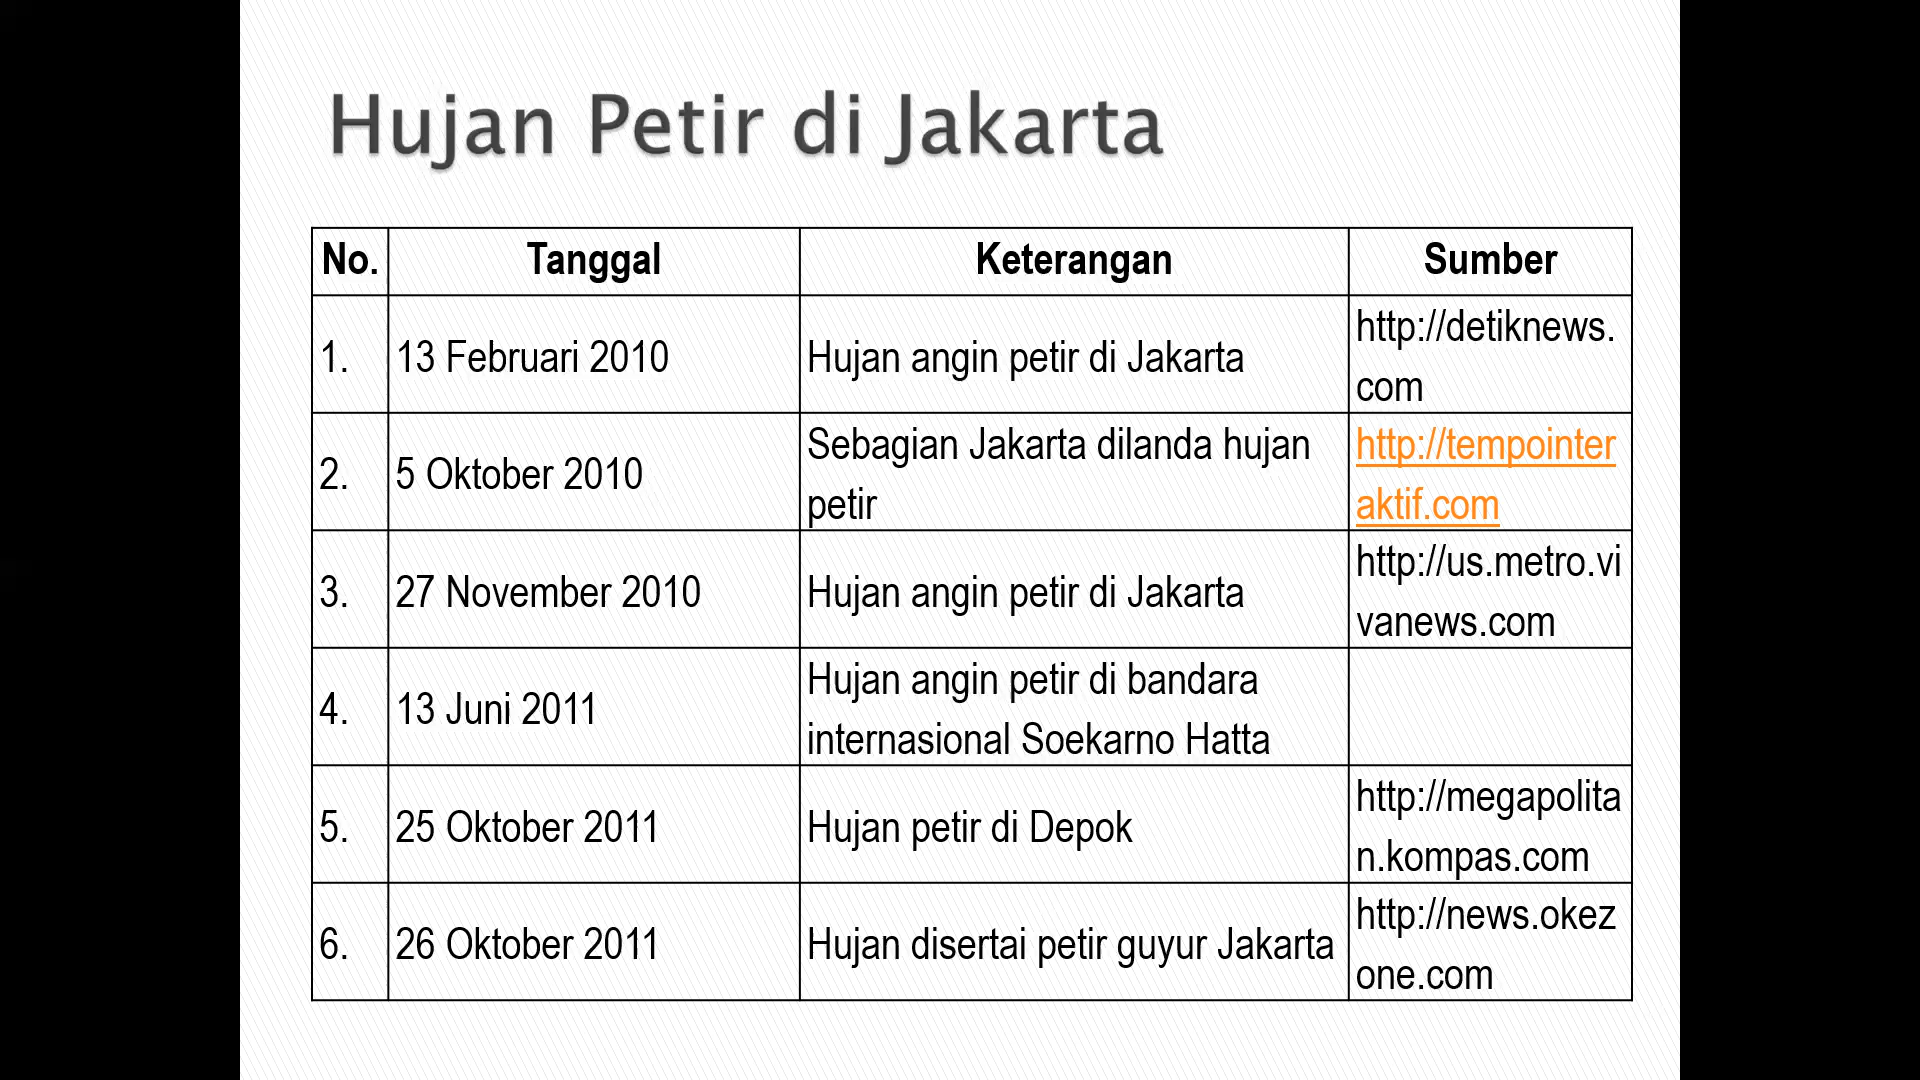 Hujan Petir di Jakarta
No. Tanggal Keterangan Sumber
1. 13 Februari 2010 Hujan angin petir di Jakarta http://detiknews.
com
2. 5 Oktober 2010 Sebagian Jakarta dilanda hujan
petir http://tempointer
aktif.com
3. 27 November 2010 Hujan angin petir di Jakarta http://us.metro.vi
vanews.com
4. 13 Juni 2011 Hujan angin petir di bandara
internasional Soekarno Hatta
5. 25 Oktober 2011 Hujan petir di Depok http://megapolita
n.kompas.com
6. 26 Oktober 2011 Hujan disertai petir guyur Jakarta http://news.okez
one.com